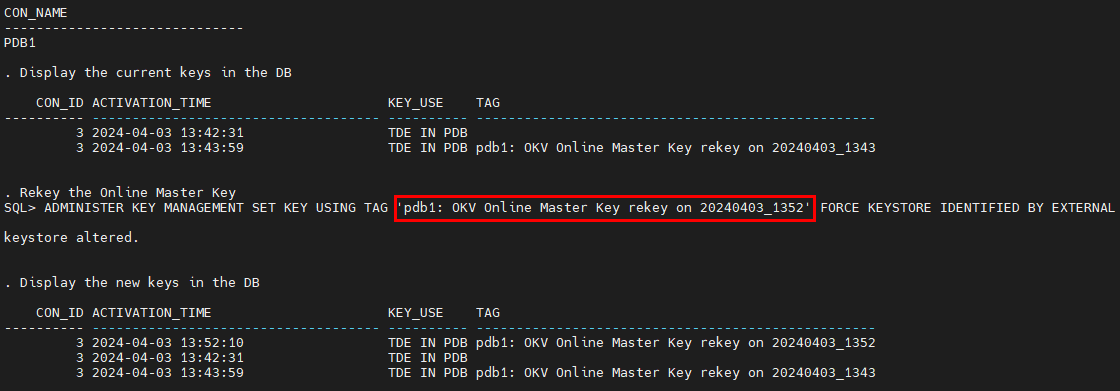 CON_NAME
------------------------------
PDB1
. Display the current keys in the DB
CON_ID ACTIVATION_TIME KEY_USE TAG
---------- ------------------------------------ ---------- --------------------------------------------------
3 2024-04-03 13:42:31 TDE IN PDB
3 2024-04-03 13:43:59 TDE IN PDB pdb1: OKV Online Master Key rekey on 20240403_1343
. Rekey the Online Master Key
SQL> ADMINISTER KEY MANAGEMENT SET KEY USING TAG 'pdb1: OKV Online Master Key rekey on 20240403_1352' FORCE KEYSTORE IDENTIFIED BY EXTERNAL
keystore altered.
. Display the new keys in the DB
CON_ID ACTIVATION_TIME KEY_USE TAG
---------- ------------------------------------ ---------- --------------------------------------------------
3 2024-04-03 13:52:10 TDE IN PDB pdb1: OKV Online Master Key rekey on 20240403_1352
3 2024-04-03 13:42:31 TDE IN PDB
3 2024-04-03 13:43:59 TDE IN PDB pdb1: OKV Online Master Key rekey on 20240403_1343